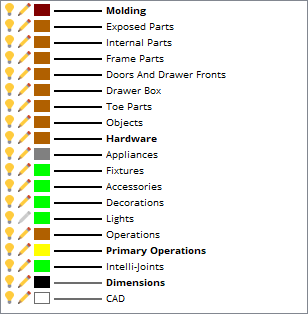 Molding
Exposed Parts
Internal Parts
Frame Parts
Doors And Drawer Fronts
Drawer Box
Toe Parts
Objects
Hardware
Appliances
Fixtures
Accessories
Decorations
Lights
Operations
Primary Operations
Intelli-Joints
Dimensions
CAD